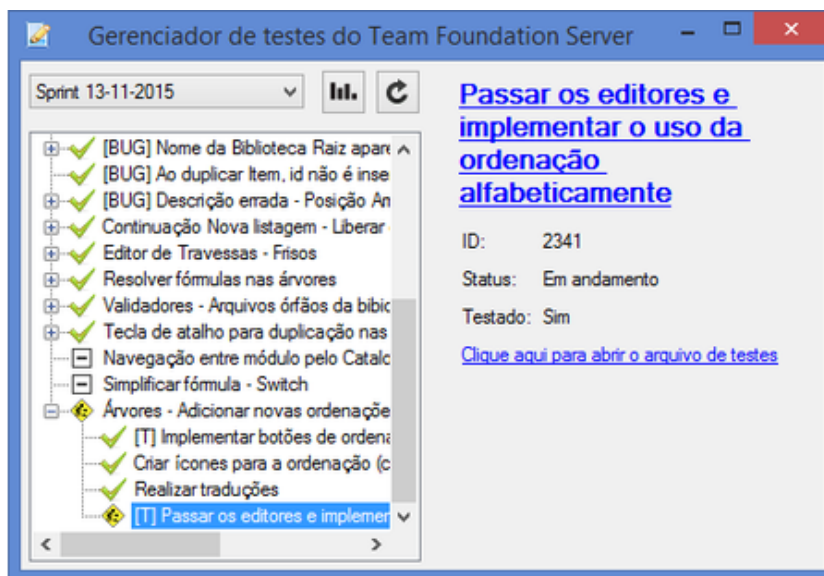 Gerenciador de testes do Team Foundation Server
Sprint 13-11-2015
[BUG] Nome da Biblioteca Raiz apare
[BUG] Ao duplicar Item, id não é inse
[BUG] Descrição errada - Posição An
Continuação Nova listagem - Liberar
Editor de Travessas - Frisos
Resolver fórmulas nas árvores
Validadores - Arquivos órfãos da bibic
Tecla de atalho para duplicação nas
Navegação entre módulo pelo Catalc
Simplificar fórmula - Switch
Árvores - Adicionar novas ordenaçõe
[T] Implementar botões de ordena
Criar ícones para a ordenação (c
Realizar traduções
[T] Passar os editores e implemer
Passar os editores e
implementar o uso da
ordenação
alfabeticamente
ID: 2341
Status: Em andamento
Testado: Sim
Clique aqui para abrir o arquivo de testes